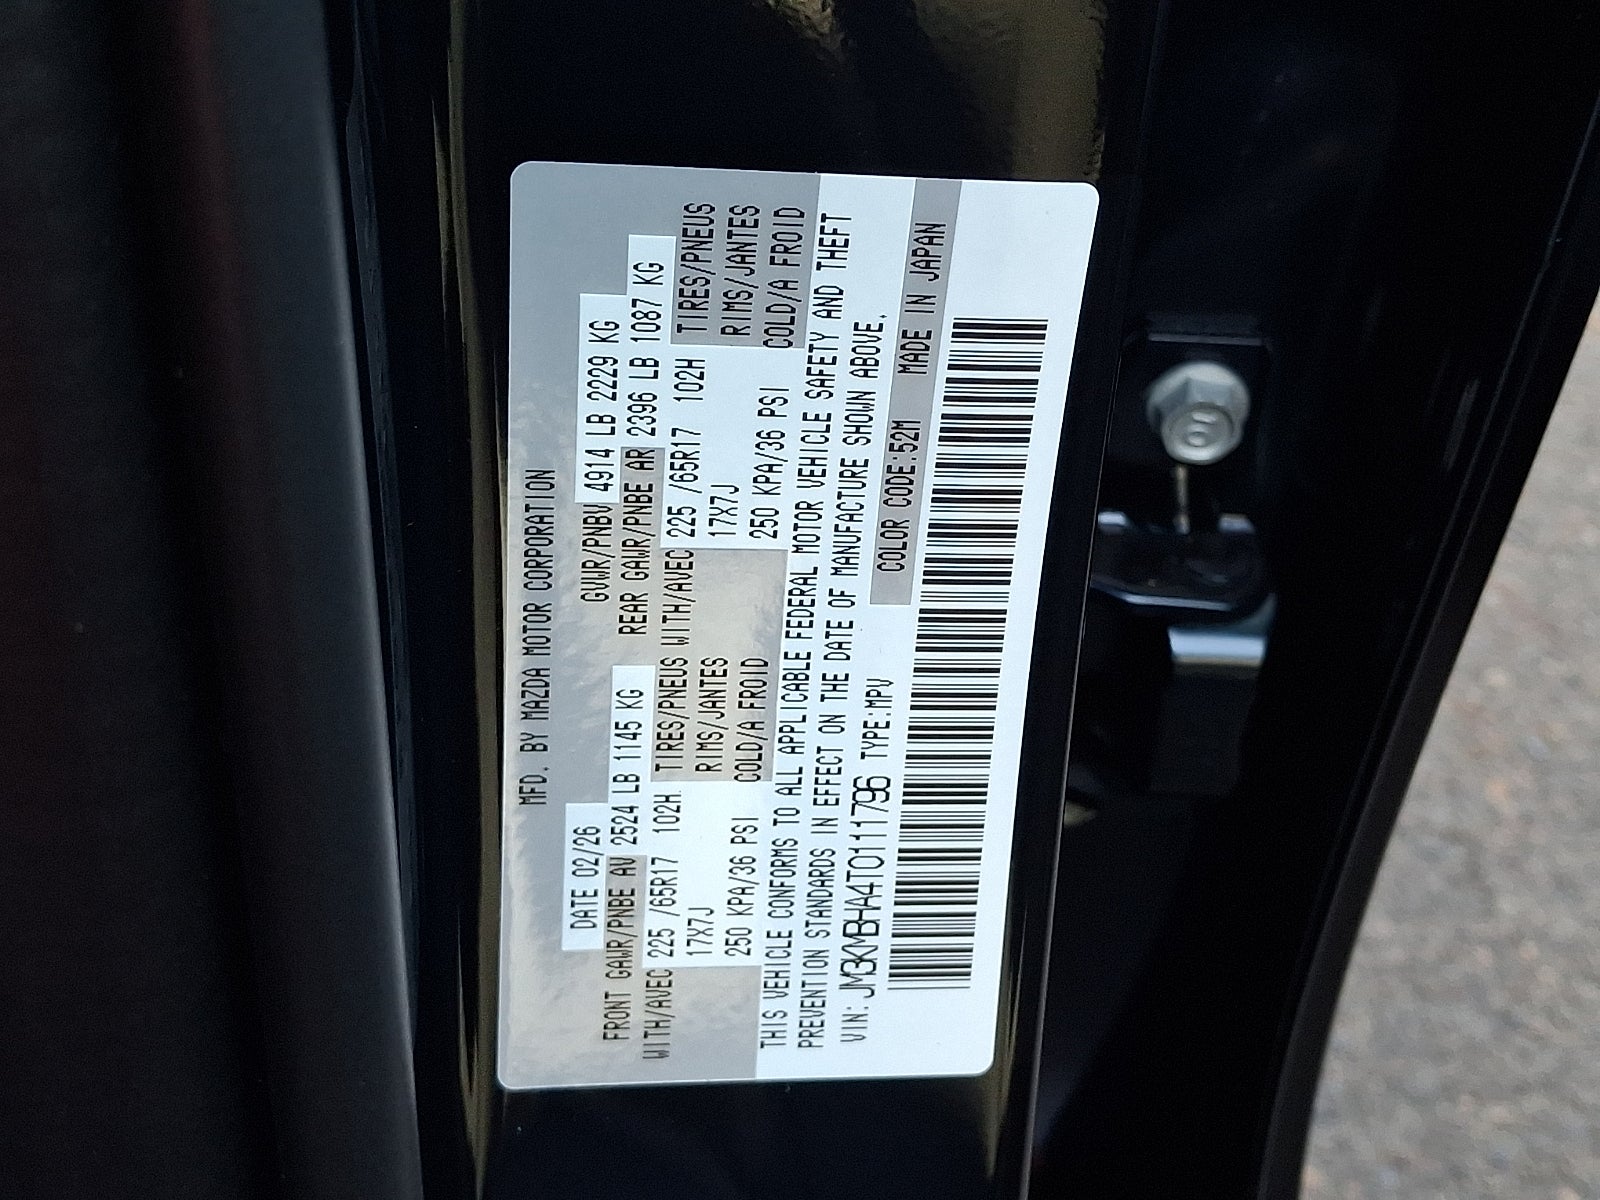 MFD. BY MAZDA MOTOR CORPORATION
DATE 02/26 GVWR/PNBV 4914 LB 2229 KG
FRONT GAWR/PNBE AV 2524 LB 1145 KG REAR GAWR/PNBE AR 2396 LB 1087 KG
WITH/AVEC 225 /65R17 102H TIRES/PNEUS WITH/AVEC 225 /65R17 102H TIRES/PNEUS
17X7J RIMS/JANTES 17X7J RIMS/JANTES
250 KPA/36 PSI COLD/A FROID 250 KPA/36 PSI COLD/A FROID
THIS VEHICLE CONFORMS TO ALL APPLICABLE FEDERAL MOTOR VEHICLE SAFETY AND THEFT
PREVENTION STANDARDS IN EFFECT ON THE DATE OF MANUFACTURE SHOWN ABOVE.
VIN: JM3KMBHA4T0111796 TYPE:MPV COLOR CODE:52M MADE IN JAPAN
6